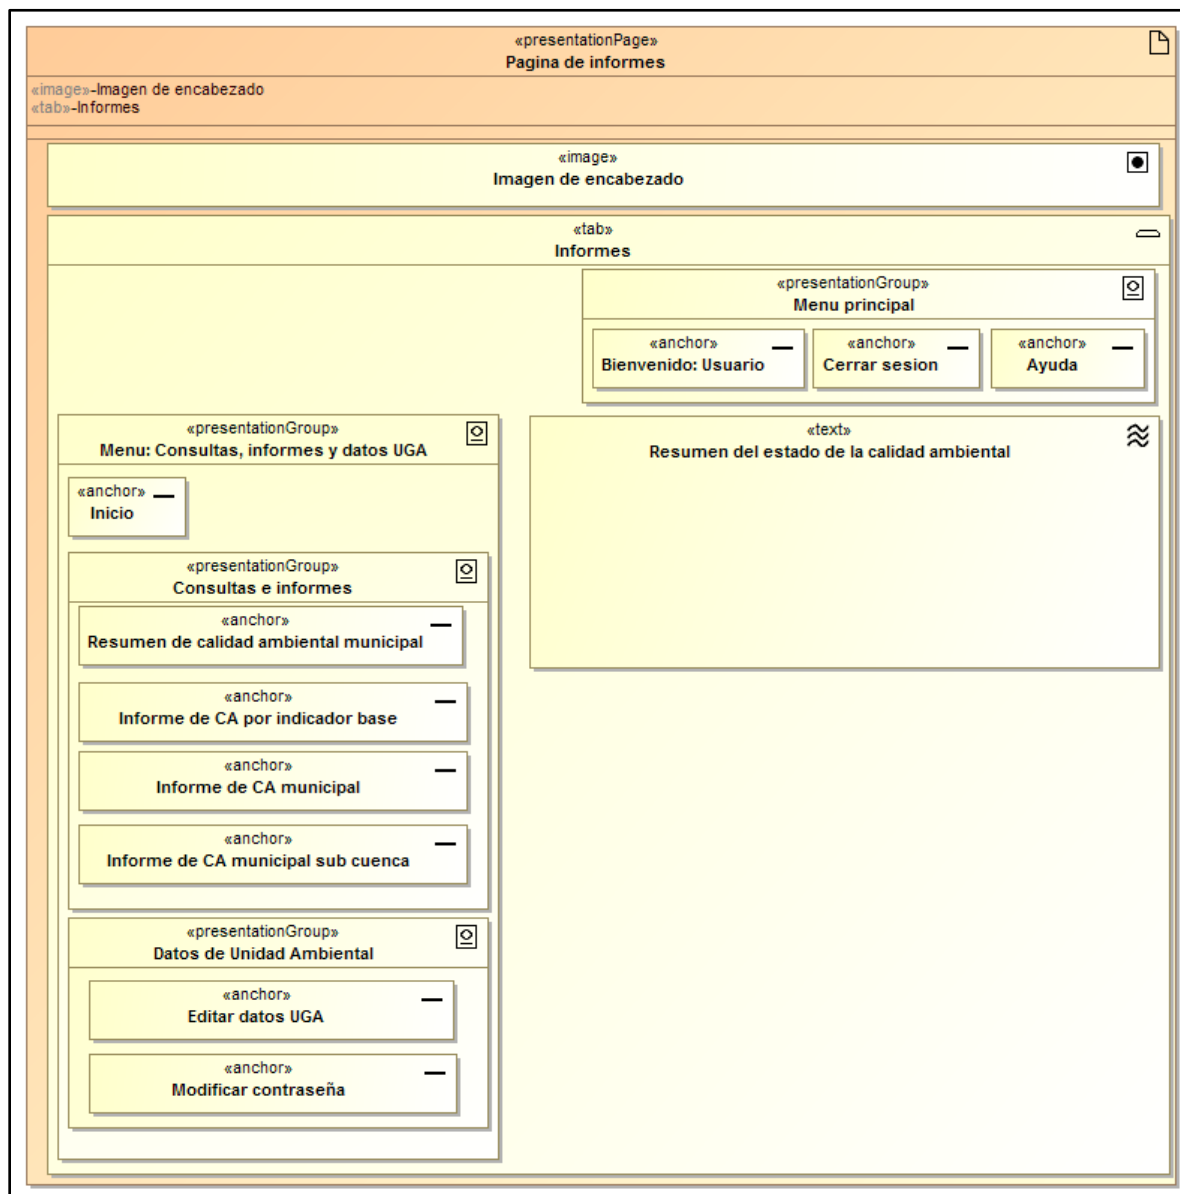 «presentationPage»
Pagina de informes
«image»-Imagen de encabezado
«tab»-Informes
«image»
Imagen de encabezado
«tab»
Informes
«presentationGroup»
Menu principal
«anchor»
Bienvenido: Usuario
«anchor»
Cerrar sesion
«anchor»
Ayuda
«presentationGroup»
Menu: Consultas, informes y datos UGA
«anchor»
Inicio
«presentationGroup»
Consultas e informes
«anchor»
Resumen de calidad ambiental municipal
«anchor»
Informe de CA por indicador base
«anchor»
Informe de CA municipal
«anchor»
Informe de CA municipal sub cuenca
«presentationGroup»
Datos de Unidad Ambiental
«anchor»
Editar datos UGA
«anchor»
Modificar contraseña
«text»
Resumen del estado de la calidad ambiental